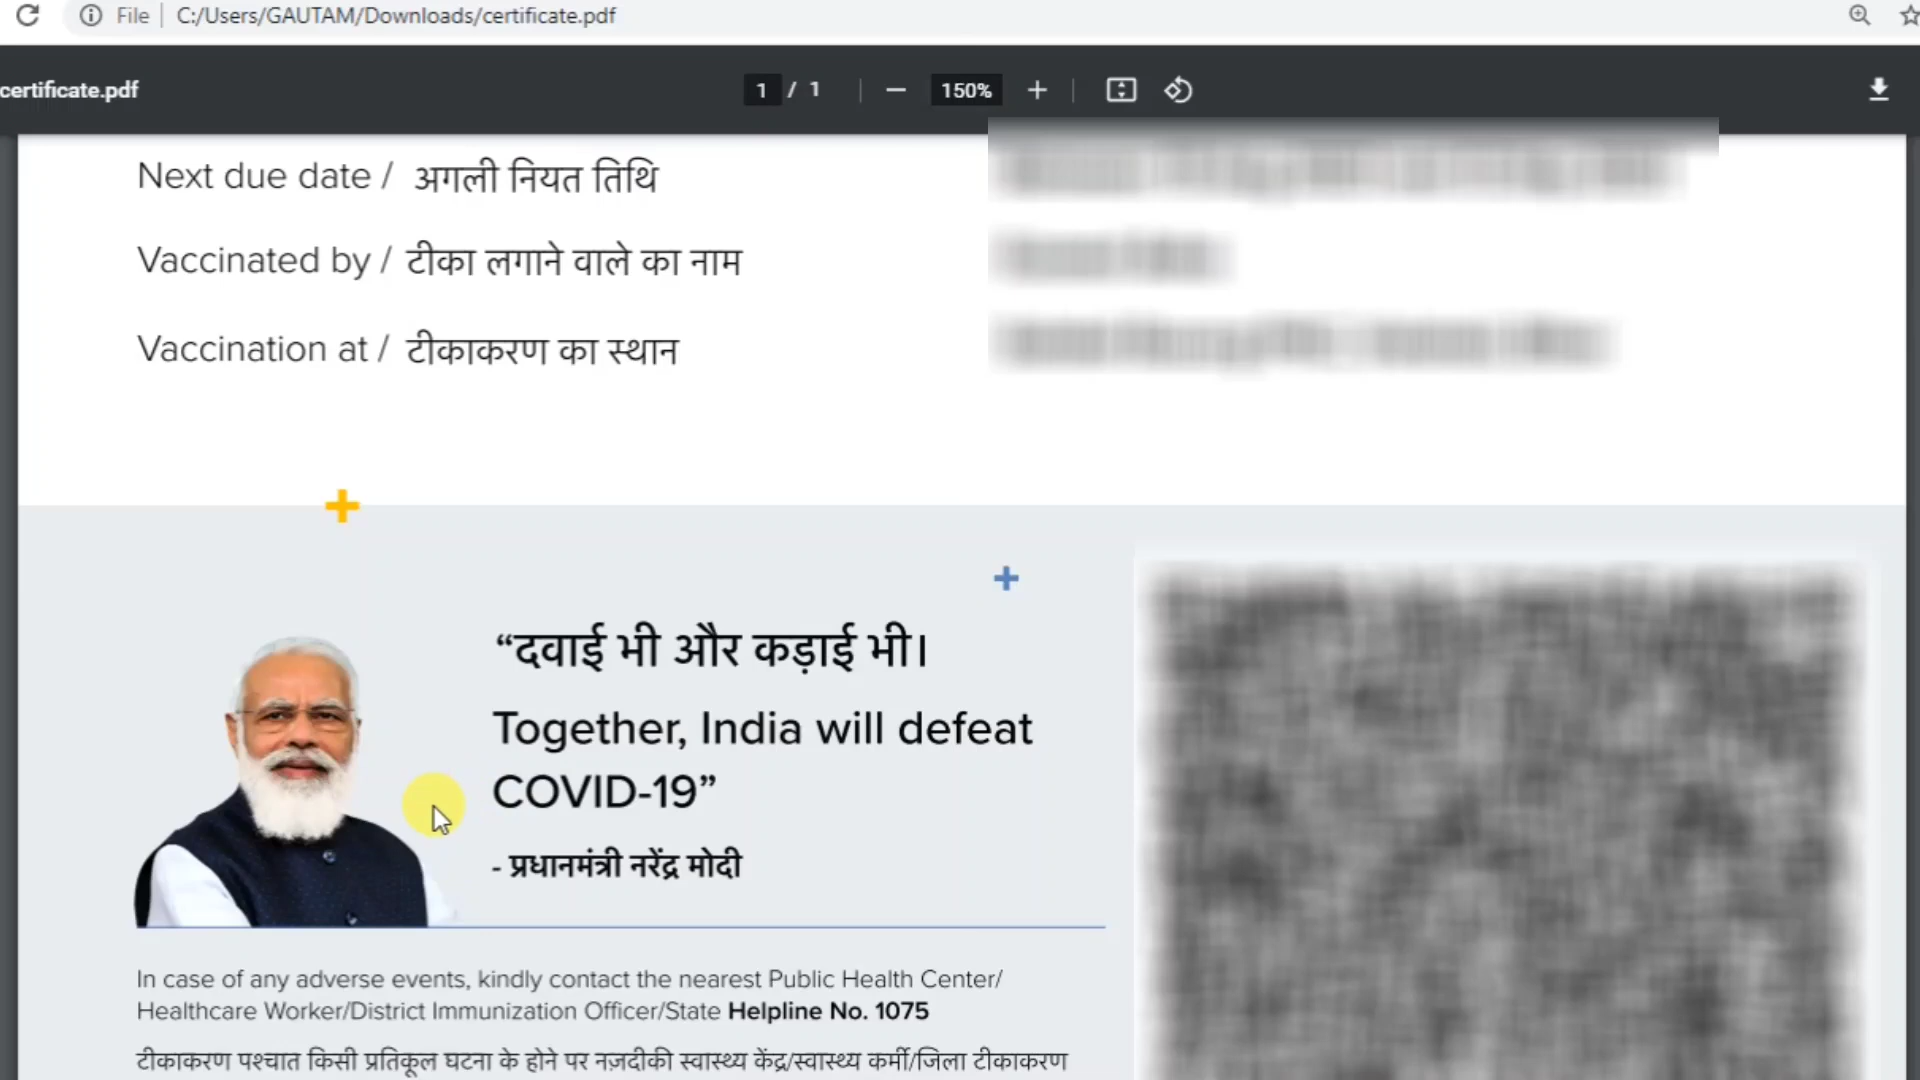 File | C:/Users/GAUTAM/Downloads/certificate.pdf
certificate.pdf
1 / 1
150%
Next due date / अगली नियत तिथि
Vaccinated by / टीका लगाने वाले का नाम
Vaccination at / टीकाकरण का स्थान
“दवाई भी और कड़ाई भी।
Together, India will defeat
COVID-19”
- प्रधानमंत्री नरेंद्र मोदी
In case of any adverse events, kindly contact the nearest Public Health Center/
Healthcare Worker/District Immunization Officer/State Helpline No. 1075
टीकाकरण पश्चात किसी प्रतिकूल घटना के होने पर नज़दीकी स्वास्थ्य केंद्र/स्वास्थ्य कर्मी/जिला टीकाकरण